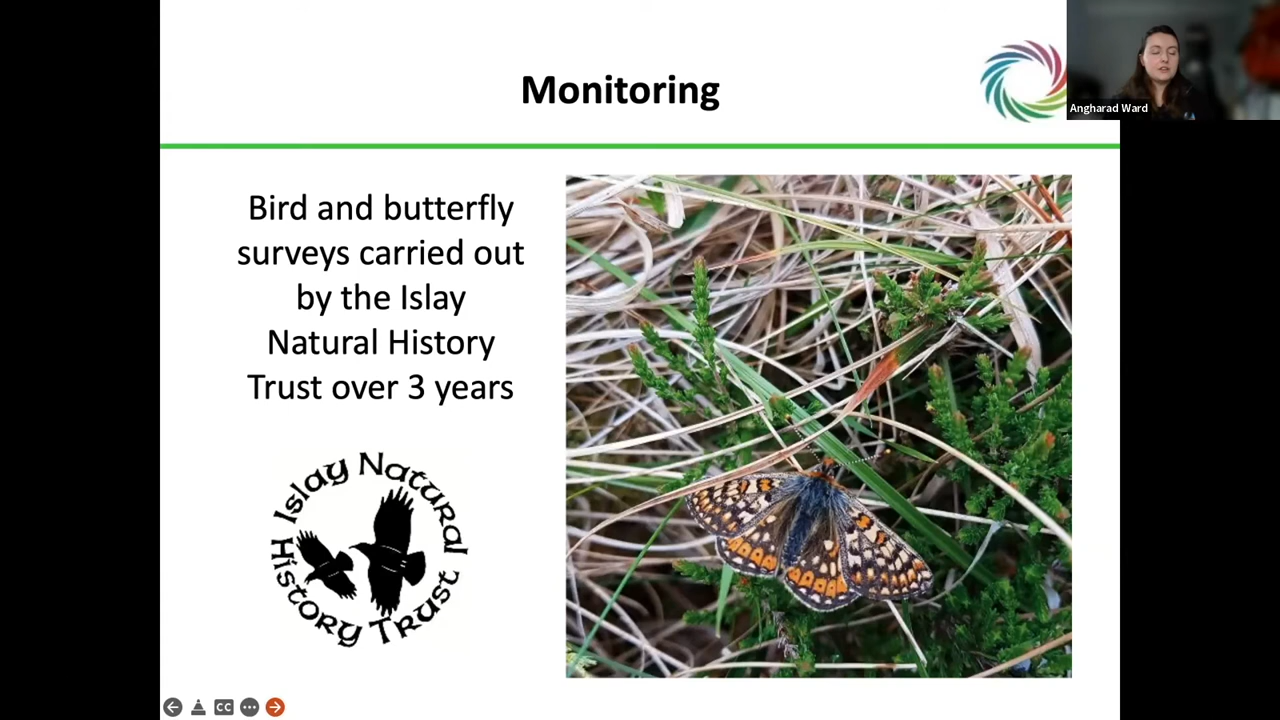 Monitoring
Angharad Ward
Bird and butterfly
surveys carried out
by the Islay
Natural History
Trust over 3 years
Islay Natural
History Trust
CC